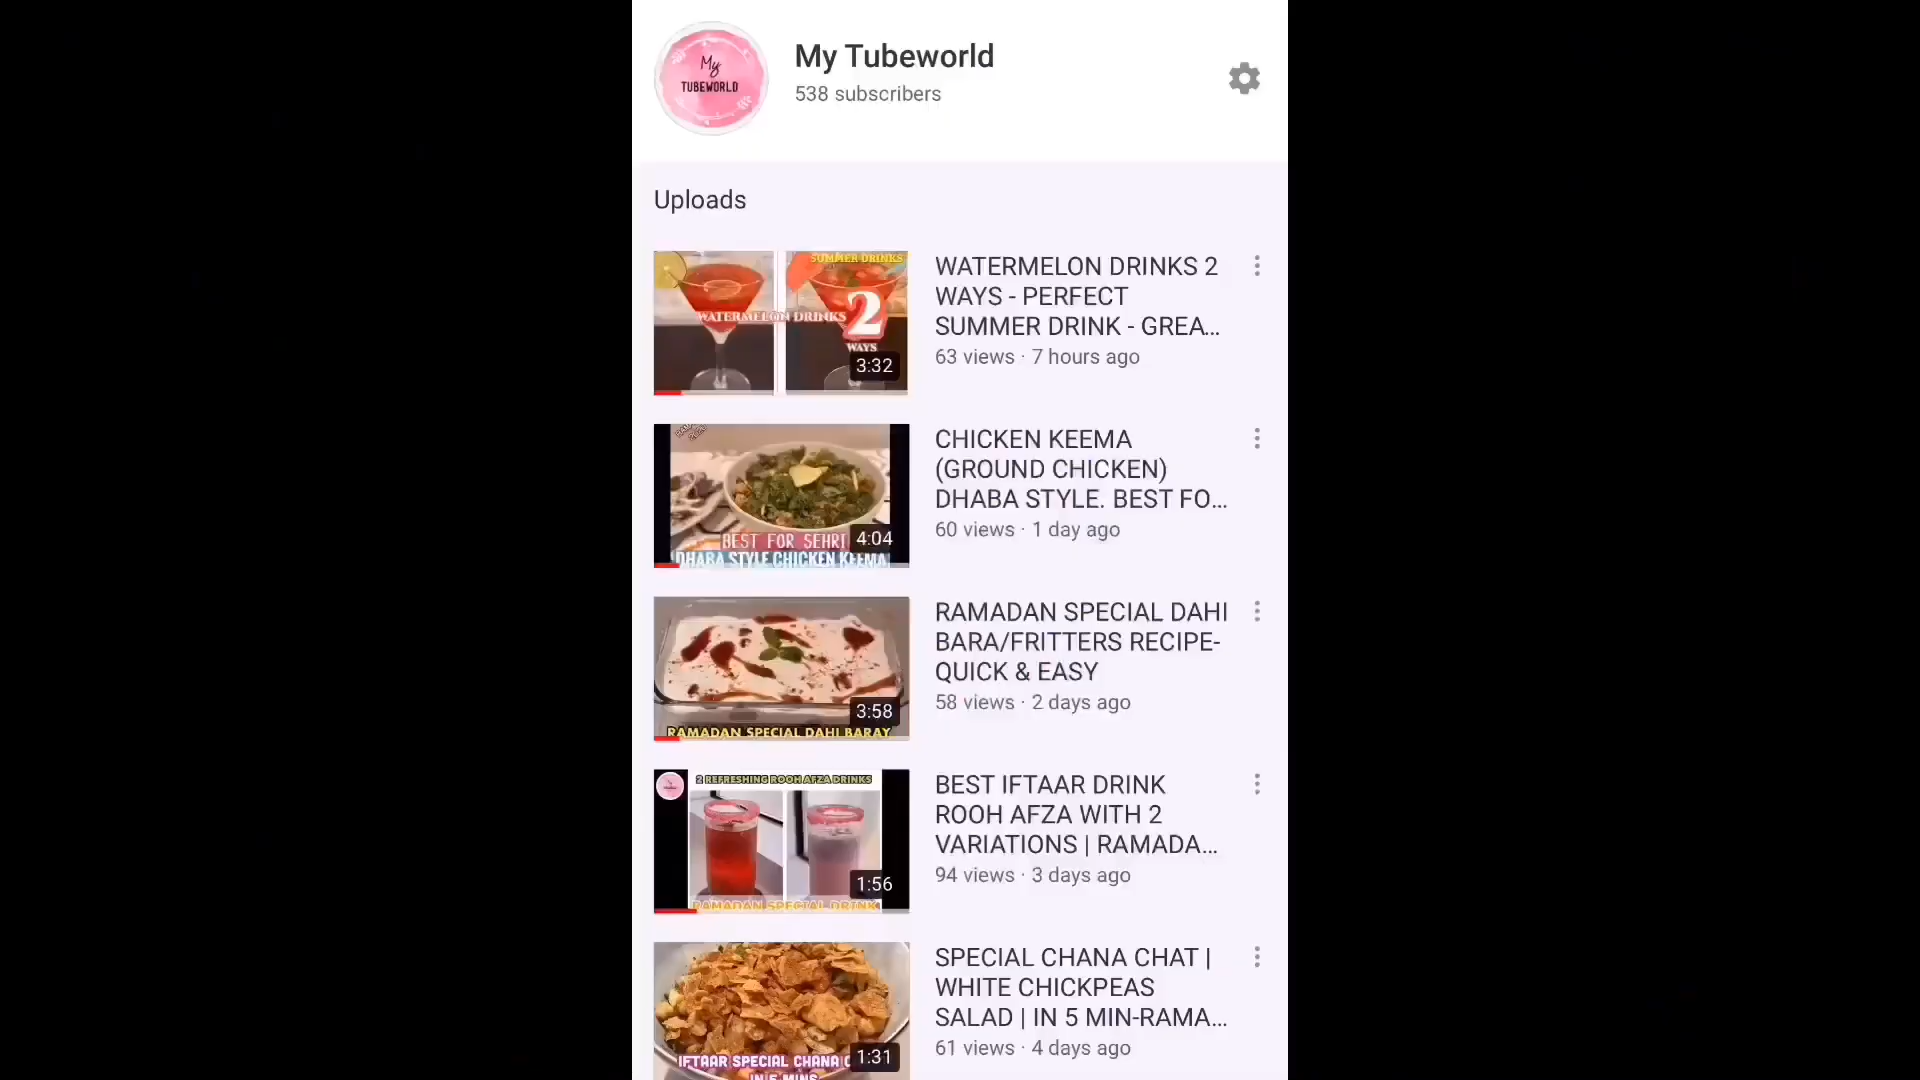 My
TUBEWORLD
My Tubeworld
538 subscribers
Uploads
SUMMER DRINKS
WATERMELON DRINKS
2
WAYS
3:32
WATERMELON DRINKS 2
WAYS - PERFECT
SUMMER DRINK - GREA...
63 views · 7 hours ago
BEST FOR SEHRI
DHABA STYLE CHICKEN KEEMA
4:04
CHICKEN KEEMA
(GROUND CHICKEN)
DHABA STYLE. BEST FO...
60 views · 1 day ago
3:58
RAMADAN SPECIAL DAHI BARAY
RAMADAN SPECIAL DAHI
BARA/FRITTERS RECIPE-
QUICK & EASY
58 views · 2 days ago
2 REFRESHING ROOH AFZA DRINKS
1:56
RAMADAN SPECIAL DRINK
BEST IFTAAR DRINK
ROOH AFZA WITH 2
VARIATIONS | RAMADA...
94 views · 3 days ago
IFTAAR SPECIAL CHANA
1:31
IN 5 MINS
SPECIAL CHANA CHAT |
WHITE CHICKPEAS
SALAD | IN 5 MIN-RAMA...
61 views · 4 days ago